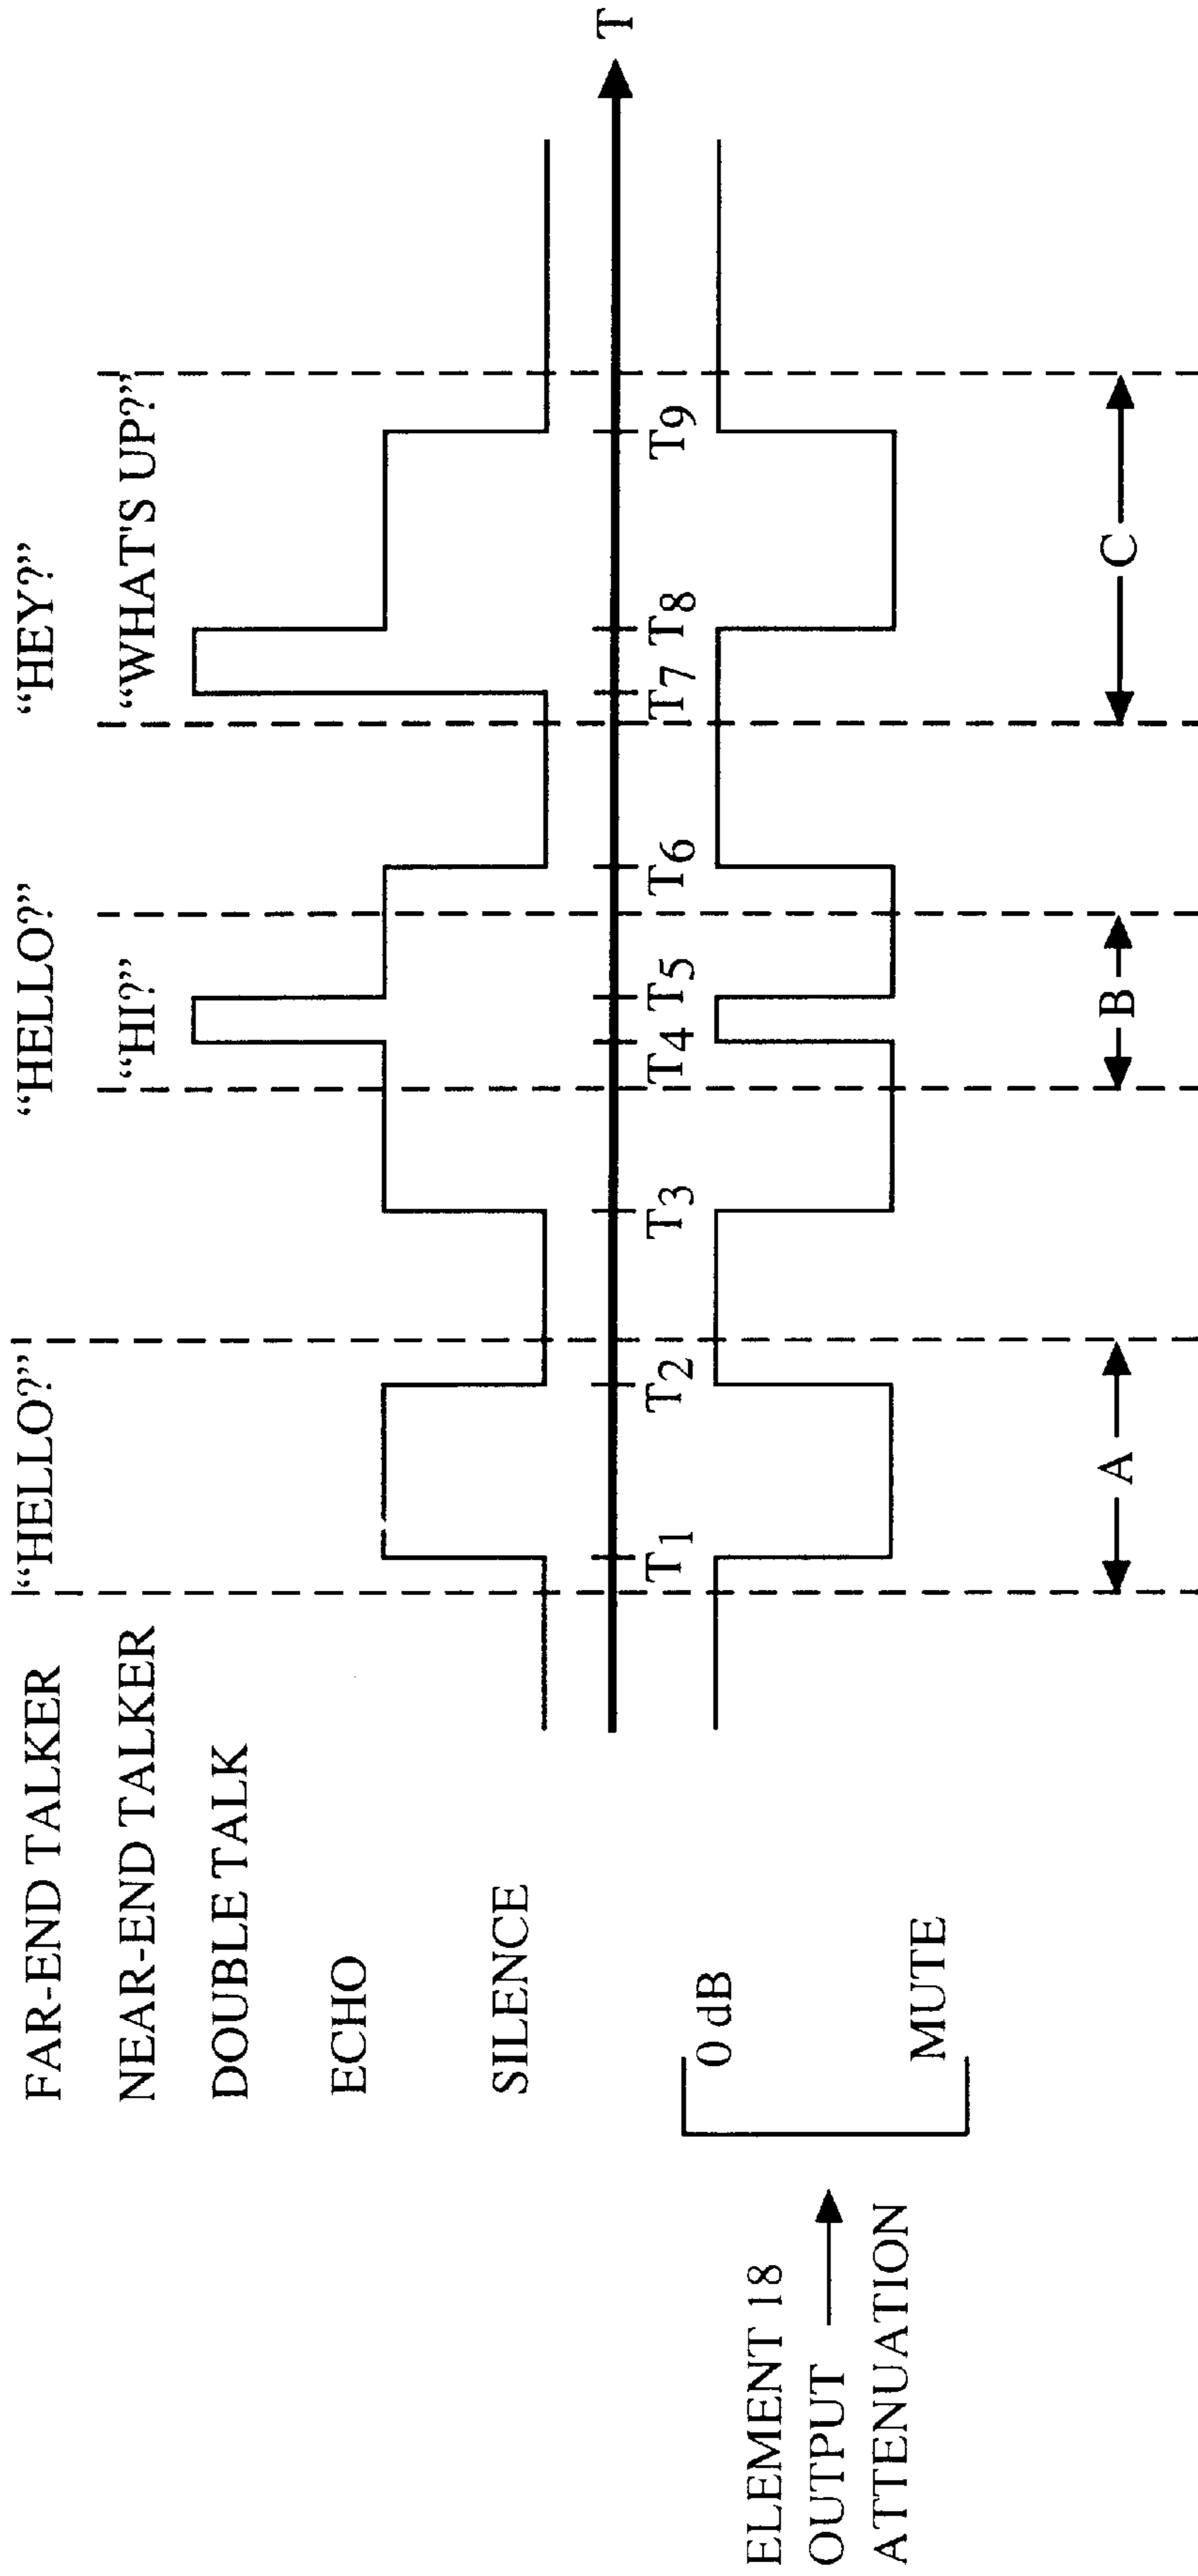 FAR-END TALKER “HELLO?” “HELLO?” “HEY?”
NEAR-END TALKER “HI?” “WHAT'S UP?”
DOUBLE TALK
ECHO
SILENCE
T
T1 T2 T3 T4 T5 T6 T7 T8 T9
0 dB
MUTE
ELEMENT 18
OUTPUT
ATTENUATION
A B C